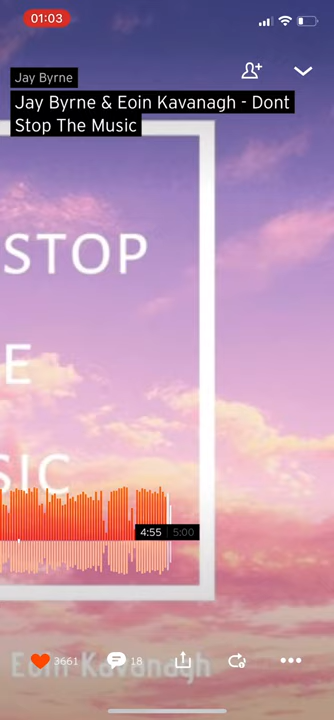 01:03
Jay Byrne
Jay Byrne & Eoin Kavanagh - Dont
Stop The Music
STOP
E
SIC
4:55 | 5:00
3661
18
Eoin Kavanagh